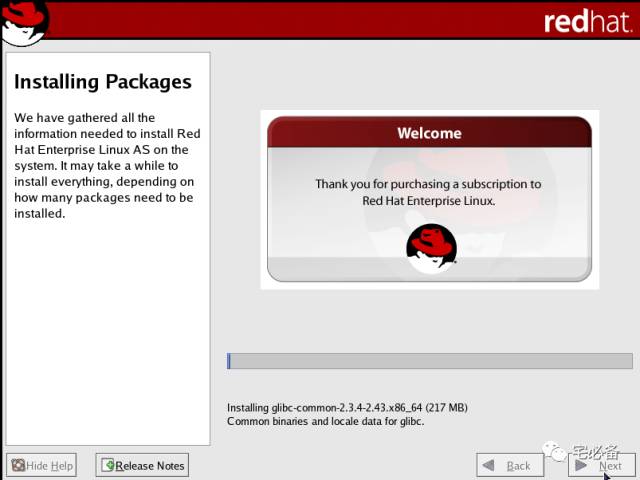 redhat.
Installing Packages
We have gathered all the
information needed to install Red
Hat Enterprise Linux AS on the
system. It may take a while to
install everything, depending on
how many packages need to be
installed.
Welcome
Thank you for purchasing a subscription to
Red Hat Enterprise Linux.
Installing glibc-common-2.3.4-2.43.x86_64 (217 MB)
Common binaries and locale data for glibc.
Hide Help
Release Notes
Back
Next
宅必备